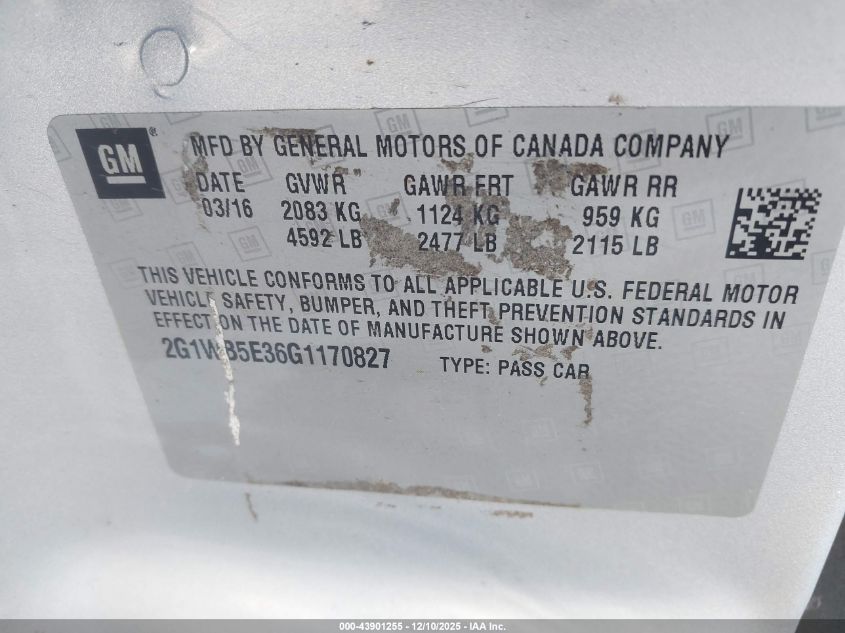 GM
MFD BY GENERAL MOTORS OF CANADA COMPANY
DATE GVWR GAWR FRT GAWR RR
03/16 2083 KG 1124 KG 959 KG
4592 LB 2477 LB 2115 LB
THIS VEHICLE CONFORMS TO ALL APPLICABLE U.S. FEDERAL MOTOR
VEHICLE SAFETY, BUMPER, AND THEFT PREVENTION STANDARDS IN
EFFECT ON THE DATE OF MANUFACTURE SHOWN ABOVE.
2G1WB5E36G1170827 TYPE: PASS CAR
000-43901255 - 12/10/2025 - IAA Inc.